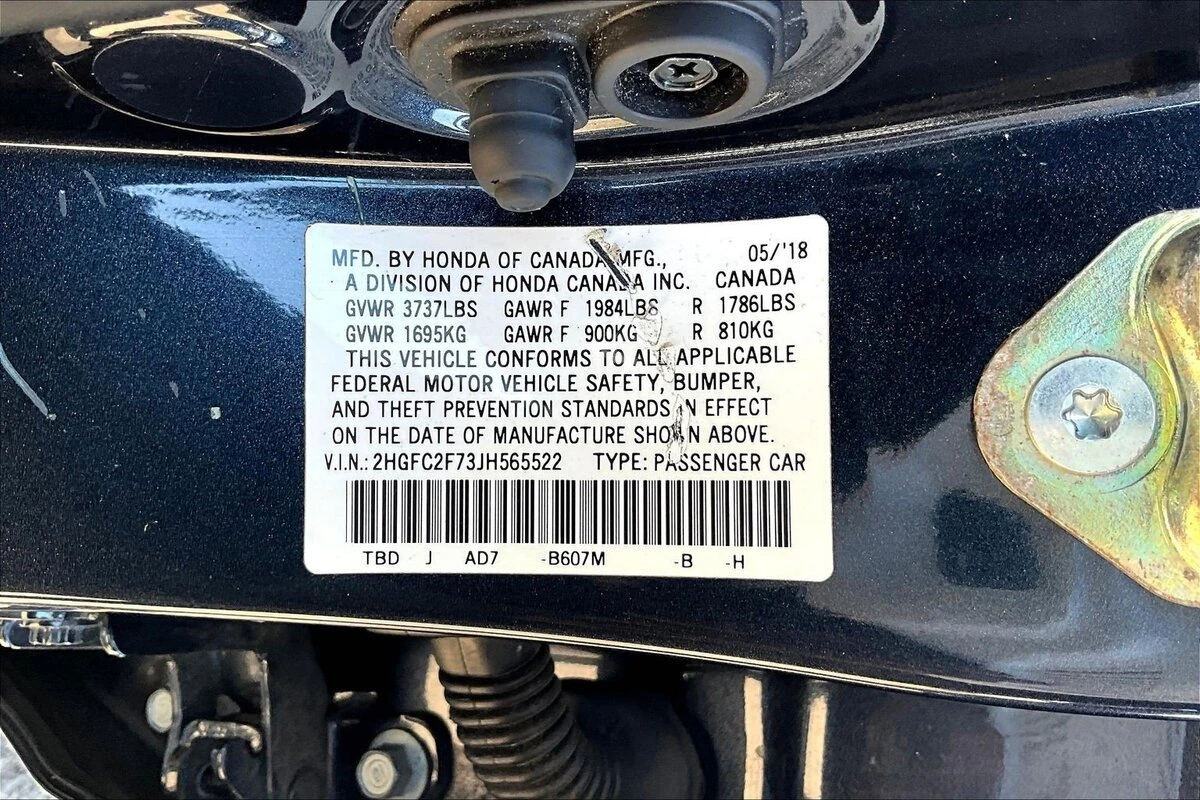 MFD. BY HONDA OF CANADA MFG., 05/'18
A DIVISION OF HONDA CANADA INC. CANADA
GVWR 3737LBS GAWR F 1984LBS R 1786LBS
GVWR 1695KG GAWR F 900KG R 810KG
THIS VEHICLE CONFORMS TO ALL APPLICABLE
FEDERAL MOTOR VEHICLE SAFETY, BUMPER,
AND THEFT PREVENTION STANDARDS IN EFFECT
ON THE DATE OF MANUFACTURE SHOWN ABOVE.
V.I.N.: 2HGFC2F73JH565522 TYPE: PASSENGER CAR
TBD J AD7 -B607M -B -H